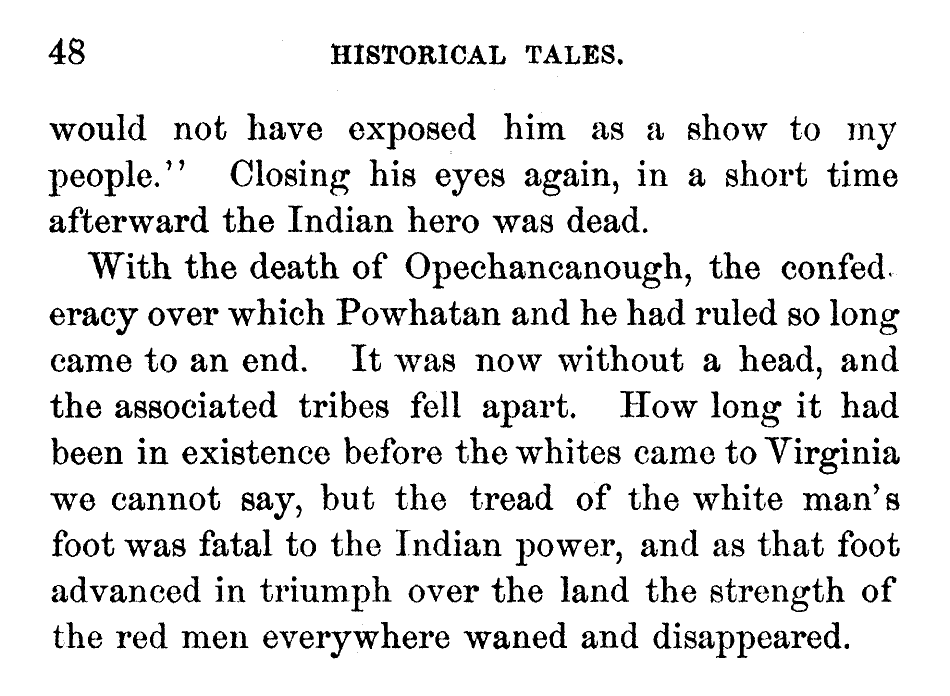 48 HISTORICAL TALES.
would not have exposed him as a show to my
people.'' Closing his eyes again, in a short time
afterward the Indian hero was dead.
With the death of Opechancanough, the confed-
eracy over which Powhatan and he had ruled so long
came to an end. It was now without a head, and
the associated tribes fell apart. How long it had
been in existence before the whites came to Virginia
we cannot say, but the tread of the white man's
foot was fatal to the Indian power, and as that foot
advanced in triumph over the land the strength of
the red men everywhere waned and disappeared.